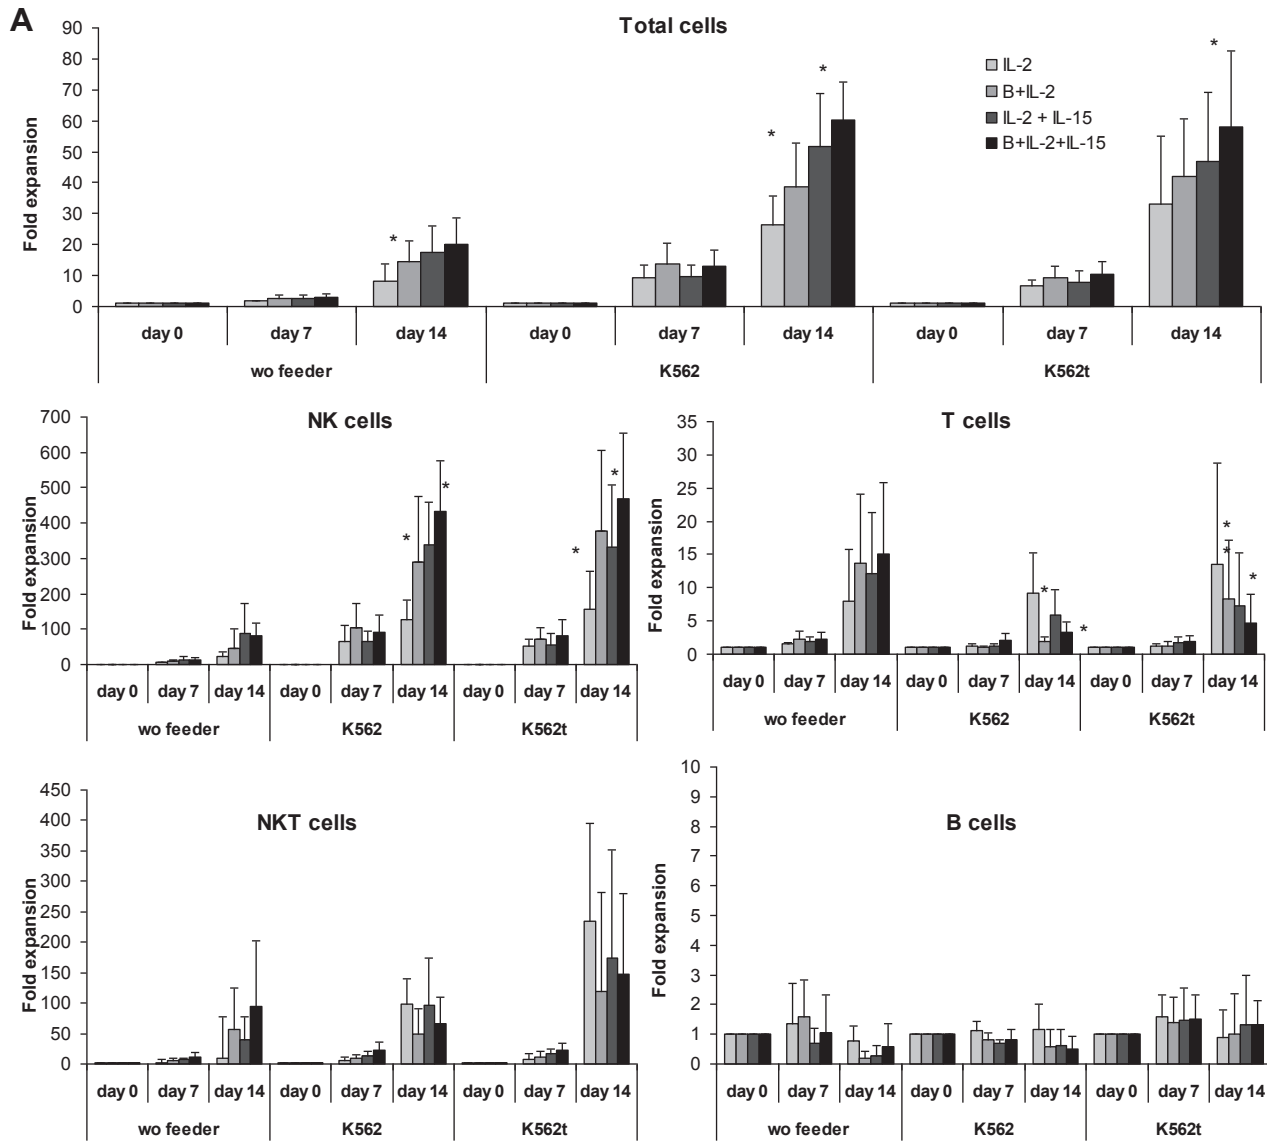 A
Total cells
90
80
70
60
50
40
30
20
10
0
Fold expansion
*
*
*
*
IL-2
B+IL-2
IL-2 + IL-15
B+IL-2+IL-15
day 0 day 7 day 14 day 0 day 7 day 14 day 0 day 7 day 14
wo feeder K562 K562t
NK cells
700
600
500
400
300
200
100
0
Fold expansion
*
*
*
*
day 0 day 7 day 14 day 0 day 7 day 14 day 0 day 7 day 14
wo feeder K562 K562t
T cells
35
30
25
20
15
10
5
0
Fold expansion
*
*
*
*
*
day 0 day 7 day 14 day 0 day 7 day 14 day 0 day 7 day 14
wo feeder K562 K562t
NKT cells
450
400
350
300
250
200
150
100
50
0
Fold expansion
day 0 day 7 day 14 day 0 day 7 day 14 day 0 day 7 day 14
wo feeder K562 K562t
B cells
10
9
8
7
6
5
4
3
2
1
0
Fold expansion
day 0 day 7 day 14 day 0 day 7 day 14 day 0 day 7 day 14
wo feeder K562 K562t